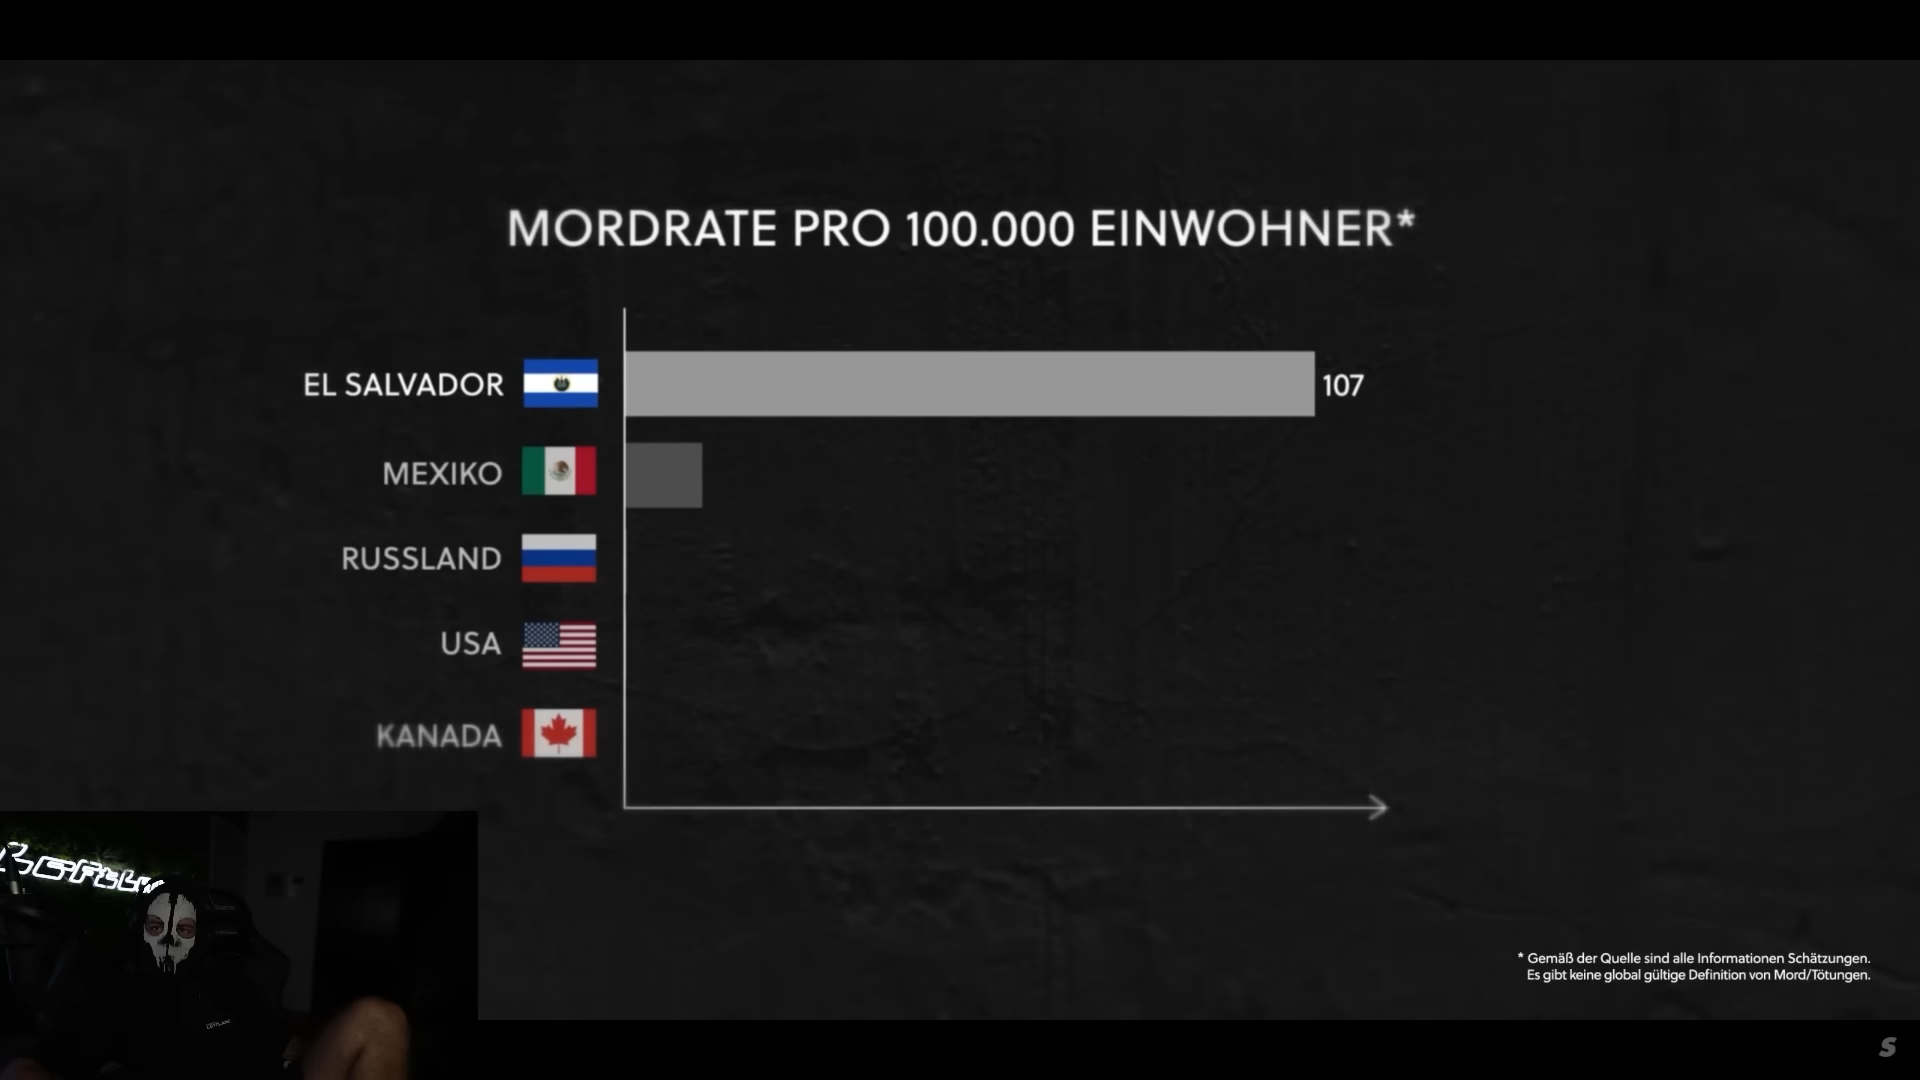 MORDRATE PRO 100.000 EINWOHNER*
EL SALVADOR
107
MEXIKO
RUSSLAND
USA
KANADA
* Gemäß der Quelle sind alle Informationen Schätzungen.
Es gibt keine global gültige Definition von Mord/Tötungen.
S